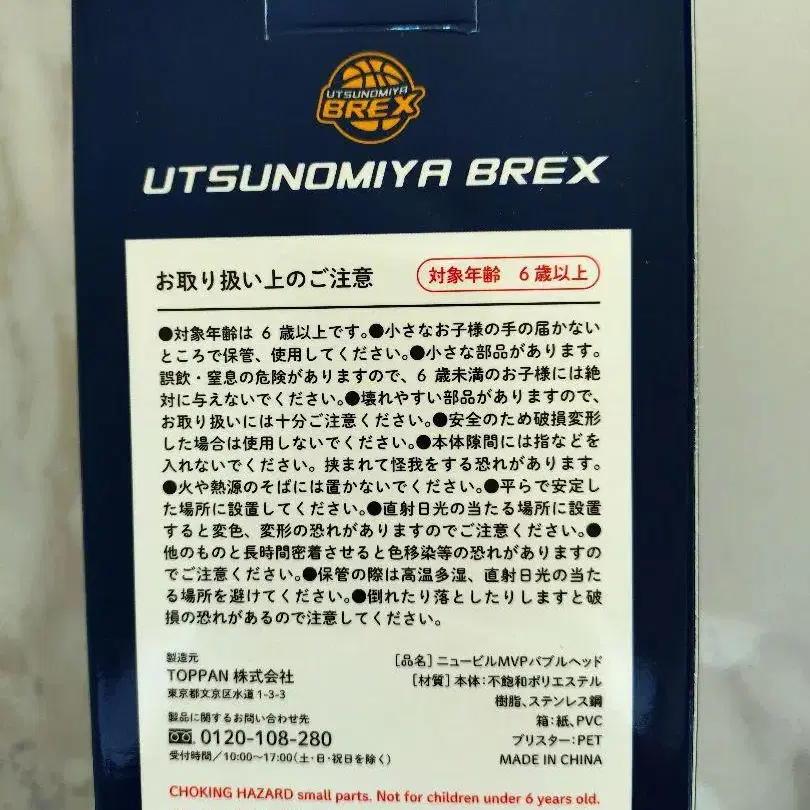 UTSUNOMIYA
BREX
UTSUNOMIYA BREX
お取り扱い上のご注意
対象年齢 6歳以上
●対象年齢は 6 歳以上です。●小さなお子様の手の届かない
ところで保管、使用してください。●小さな部品があります。
誤飲・窒息の危険がありますので、6 歳未満のお子様には絶
対に与えないでください。●壊れやすい部品がありますので、
お取り扱いには十分ご注意ください。●安全のため破損変形
した場合は使用しないでください。●本体隙間には指などを
入れないでください。挟まれて怪我をする恐れがあります。
●火や熱源のそばには置かないでください。●平らで安定し
た場所に設置してください。●直射日光の当たる場所に設置
すると変色、変形の恐れがありますのでご注意ください。●
他のものと長時間密着させると色移染等の恐れがありますの
でご注意ください。●保管の際は高温多湿、直射日光の当た
る場所を避けてください。●倒れたり落としたりしますと破
損の恐れがあるので注意してください。
製造元
TOPPAN 株式会社
東京都文京区水道 1-3-3
製品に関するお問い合わせ先
0120-108-280
受付時間／10:00~17:00(土・日・祝日を除く)
[品名] ニュービルMVPバブルヘッド
[材質] 本体:不飽和ポリエステル
樹脂、ステンレス鋼
箱:紙、PVC
ブリスター:PET
MADE IN CHINA
CHOKING HAZARD small parts. Not for children under 6 years old.